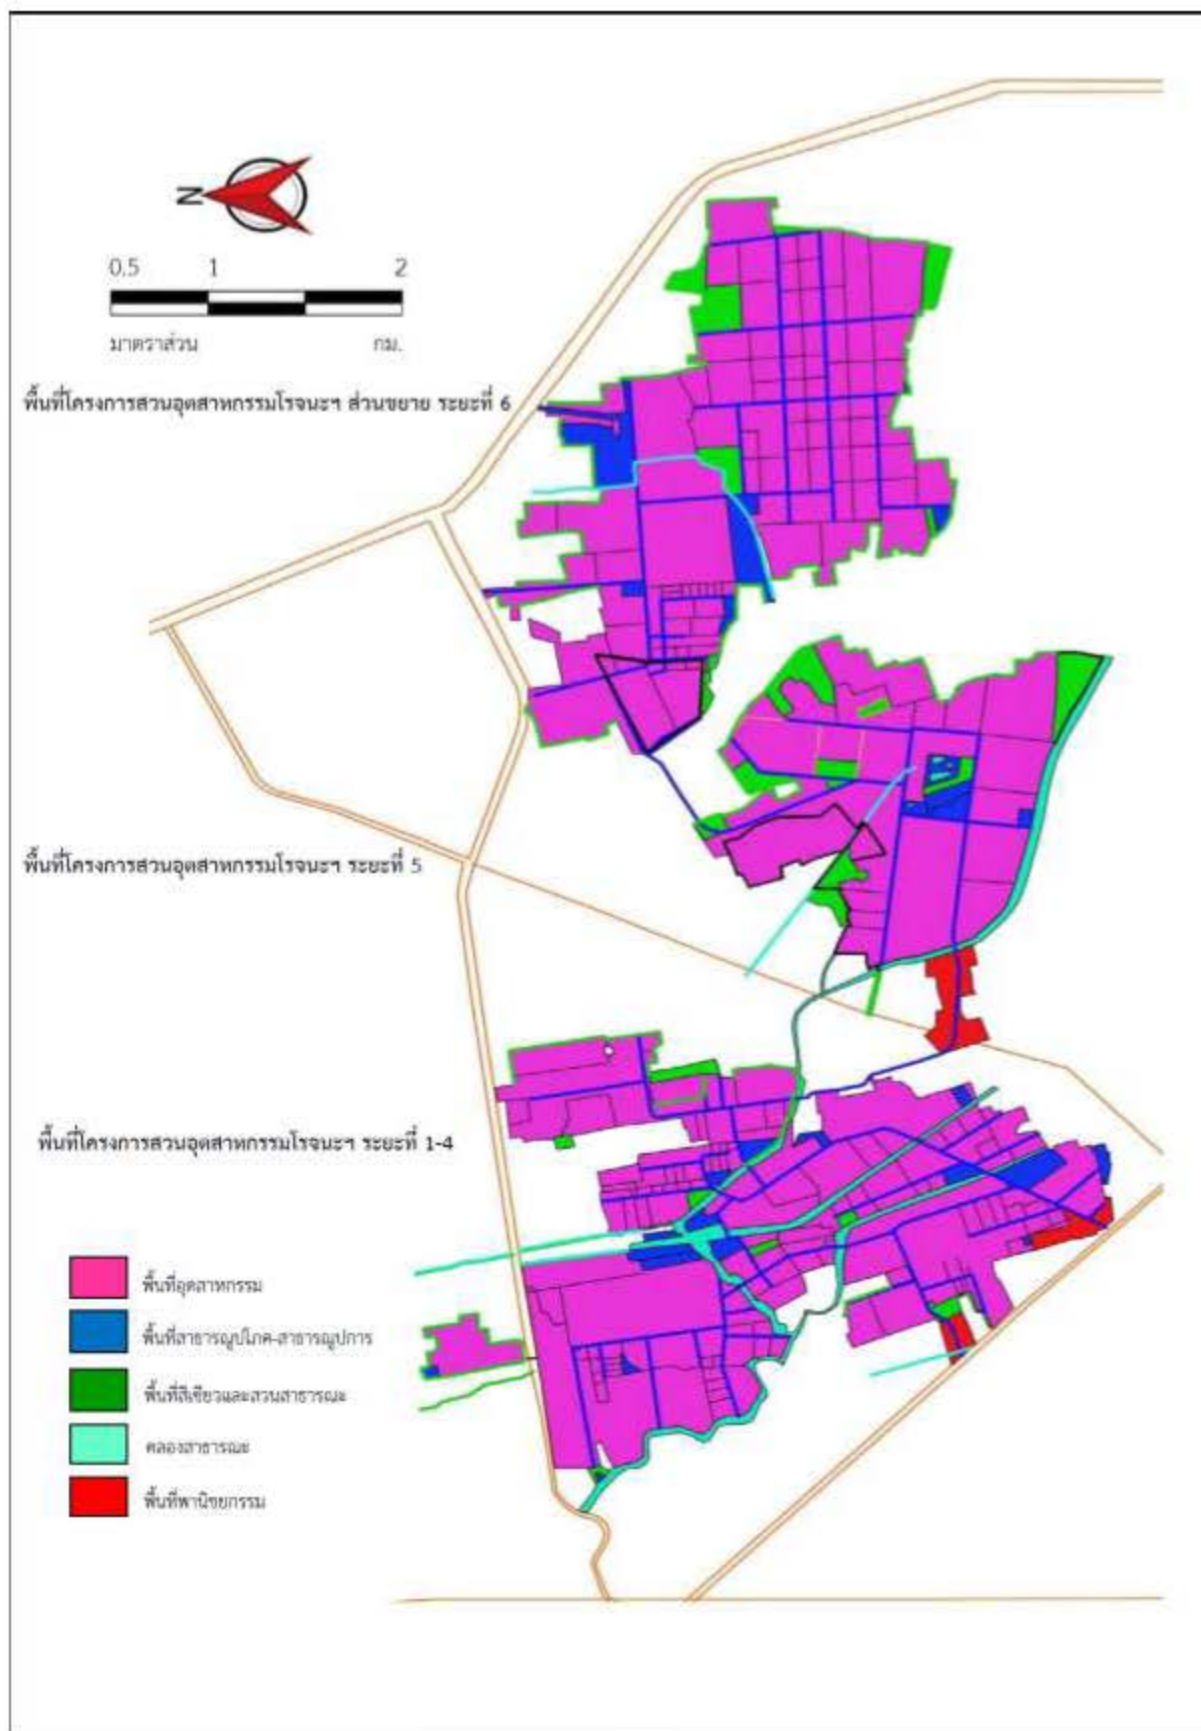 N
0.5 1 2
มาตราส่วน กม.
พื้นที่โครงการสวนอุตสาหกรรมโรจนะฯ ส่วนขยาย ระยะที่ 6
พื้นที่โครงการสวนอุตสาหกรรมโรจนะฯ ระยะที่ 5
พื้นที่โครงการสวนอุตสาหกรรมโรจนะฯ ระยะที่ 1-4
พื้นที่อุตสาหกรรม
พื้นที่สาธารณูปโภค-สาธารณูปการ
พื้นที่สีเขียวและสวนสาธารณะ
คลองสาธารณะ
พื้นที่พานิชยกรรม